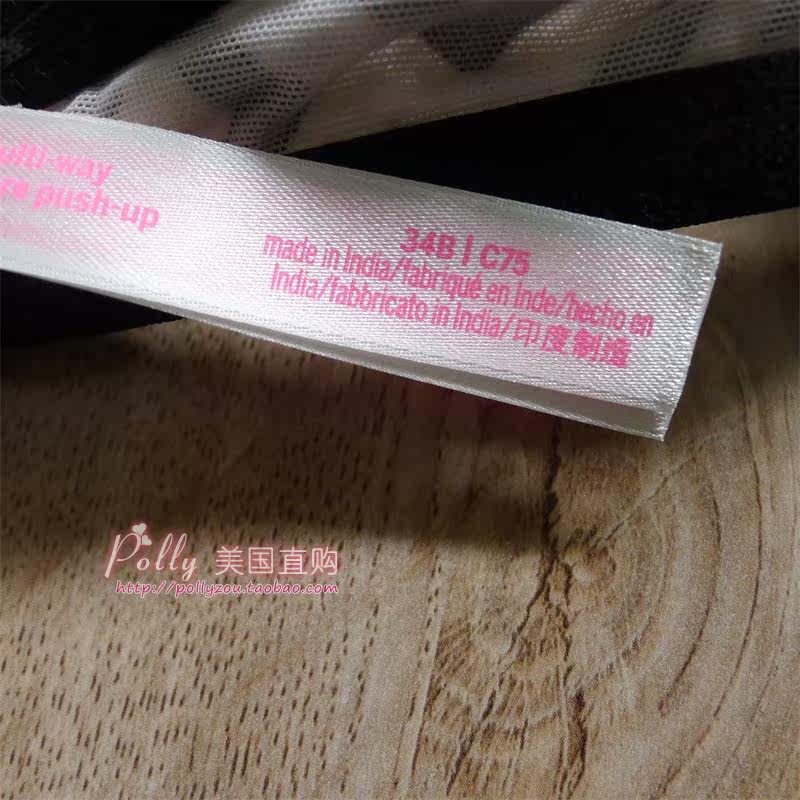 multi-way
re push-up
34B | C75
made in India/fabriqué en Inde/hecho en
India/fabbricato in India/印度制造
Polly 美国直购
http://pollyzou.taobao.com